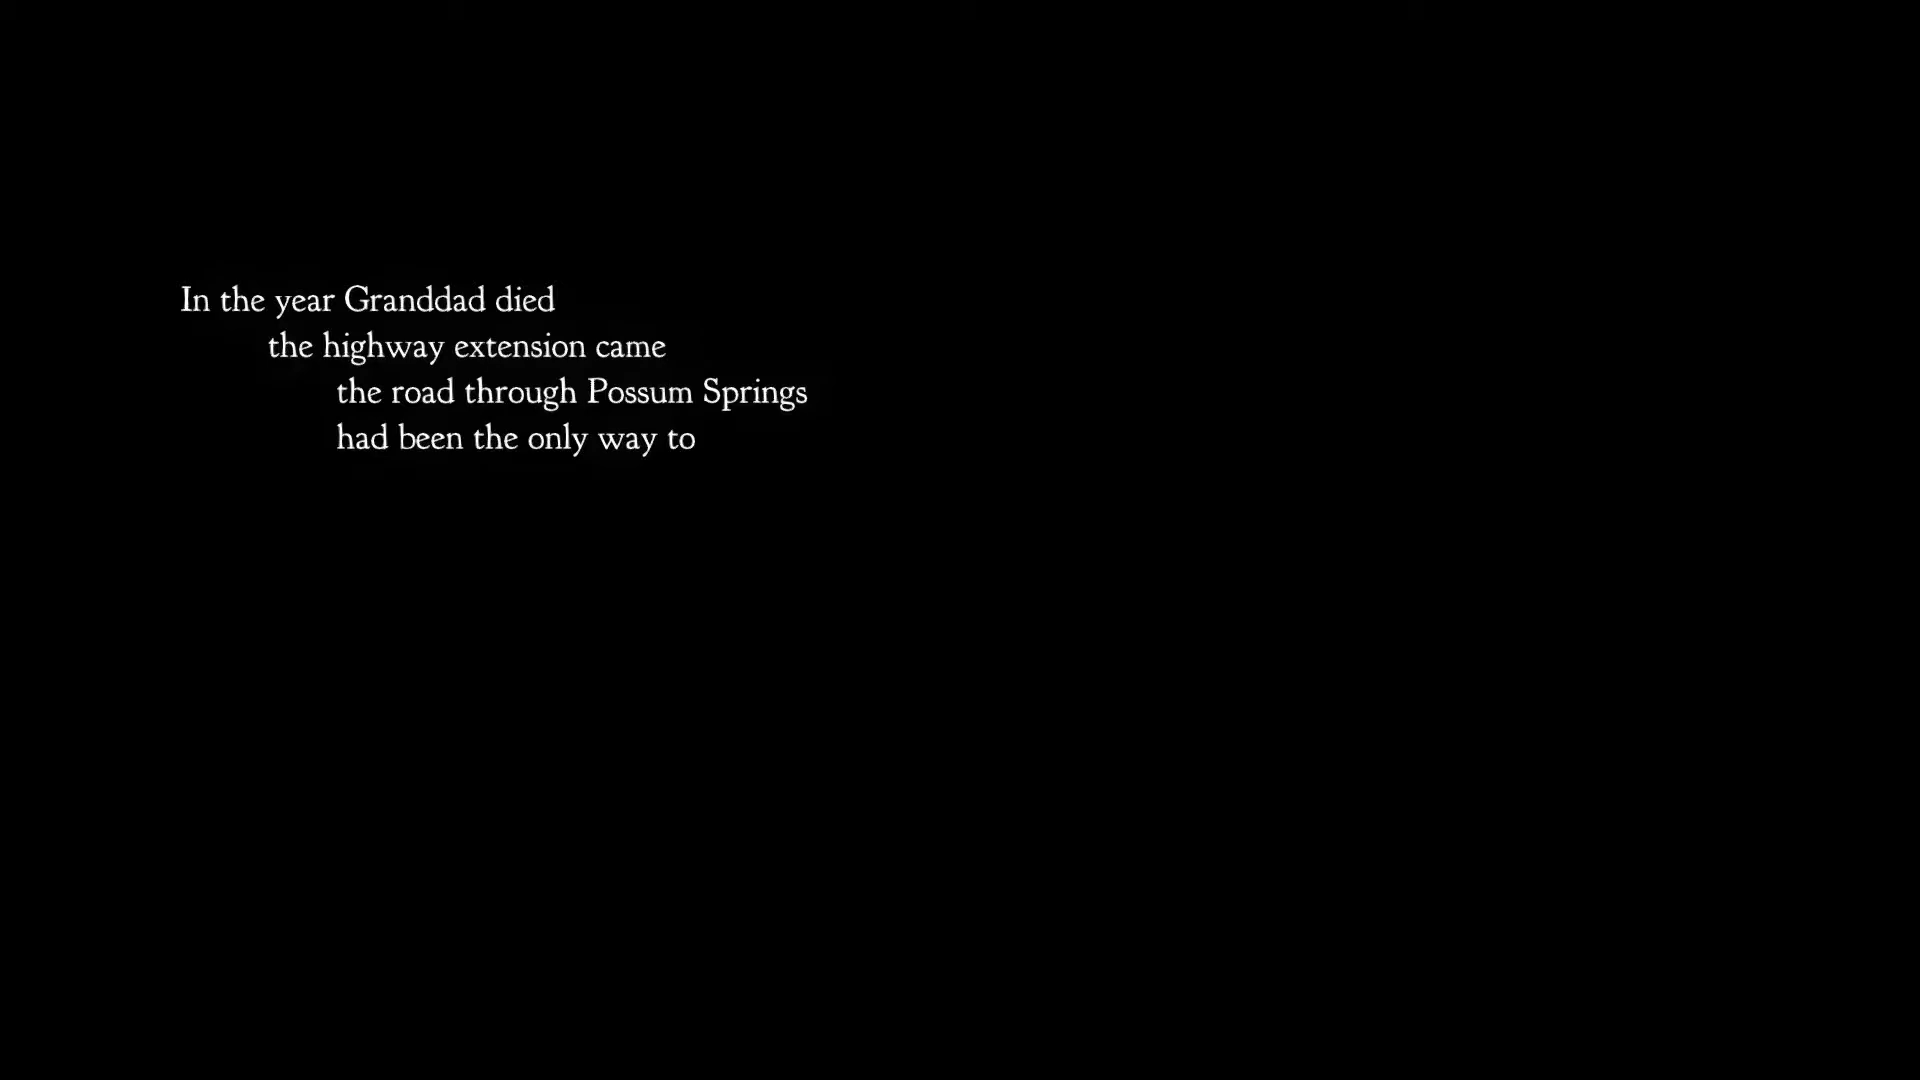 In the year Granddad died
the highway extension came
the road through Possum Springs
had been the only way to